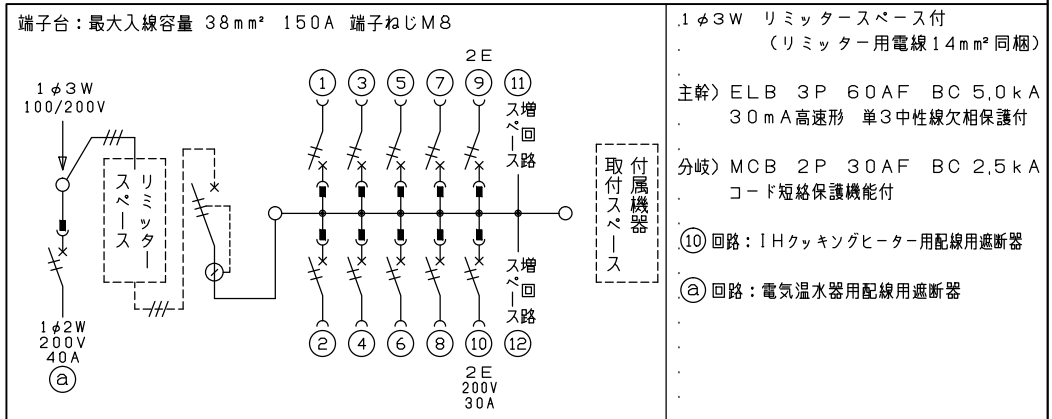 端子台：最大入線容量 38mm² 150A 端子ねじM8
1φ3W
100/200V
リミッター
スペース
1φ2W
200V
40A
ⓐ
2E
① ③ ⑤ ⑦ ⑨ ⑪
増回路
スペース
増回路
スペース
② ④ ⑥ ⑧ ⑩ ⑫
2E
200V
30A
付属機器
取付スペース
1φ3W リミッタースペース付
（リミッター用電線14mm²同梱）
主幹）ELB 3P 60AF BC 5,0kA
30mA高速形 単3中性線欠相保護付
分岐）MCB 2P 30AF BC 2,5kA
コード短絡保護機能付
⑩回路：IHクッキングヒーター用配線用遮断器
ⓐ回路：電気温水器用配線用遮断器